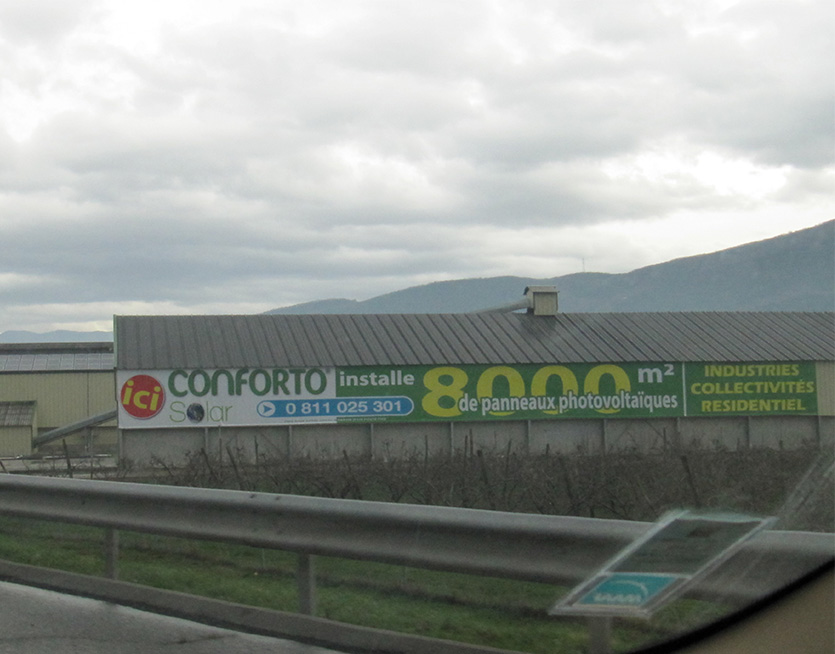 ici
CONFORTO
Solar
0 811 025 301
installe
8000 m²
de panneaux photovoltaïques
INDUSTRIES
COLLECTIVITÉS
RESIDENTIEL